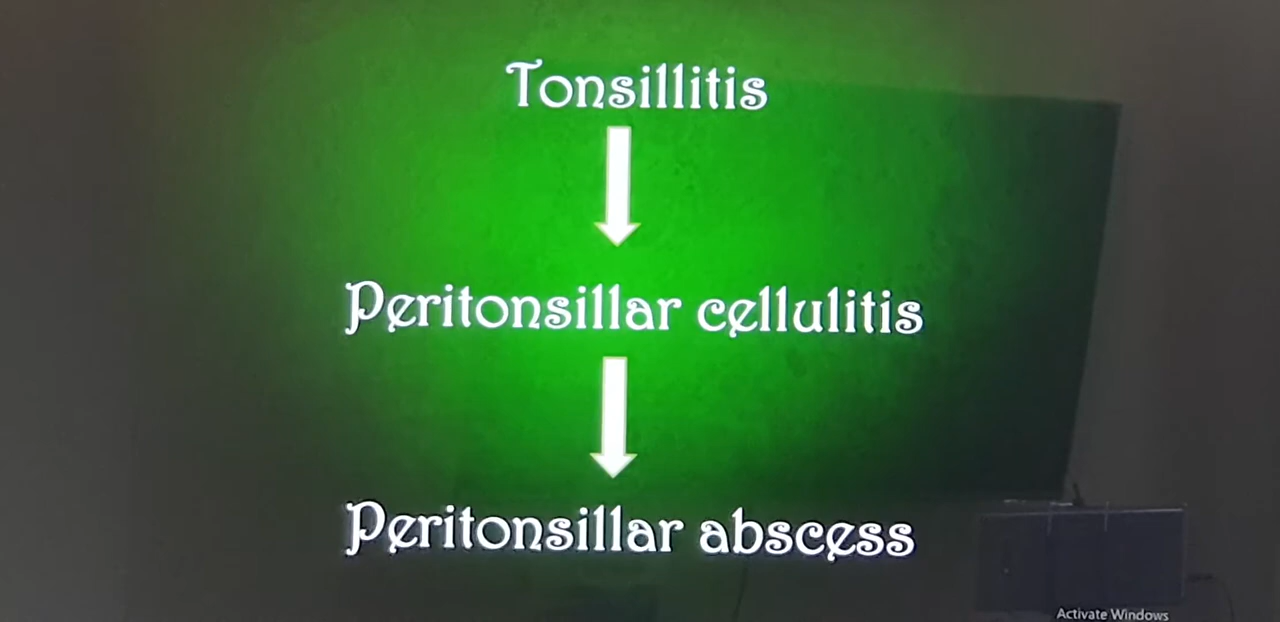 Tonsillitis
Peritonsillar cellulitis
Peritonsillar abscess
Activate Windows